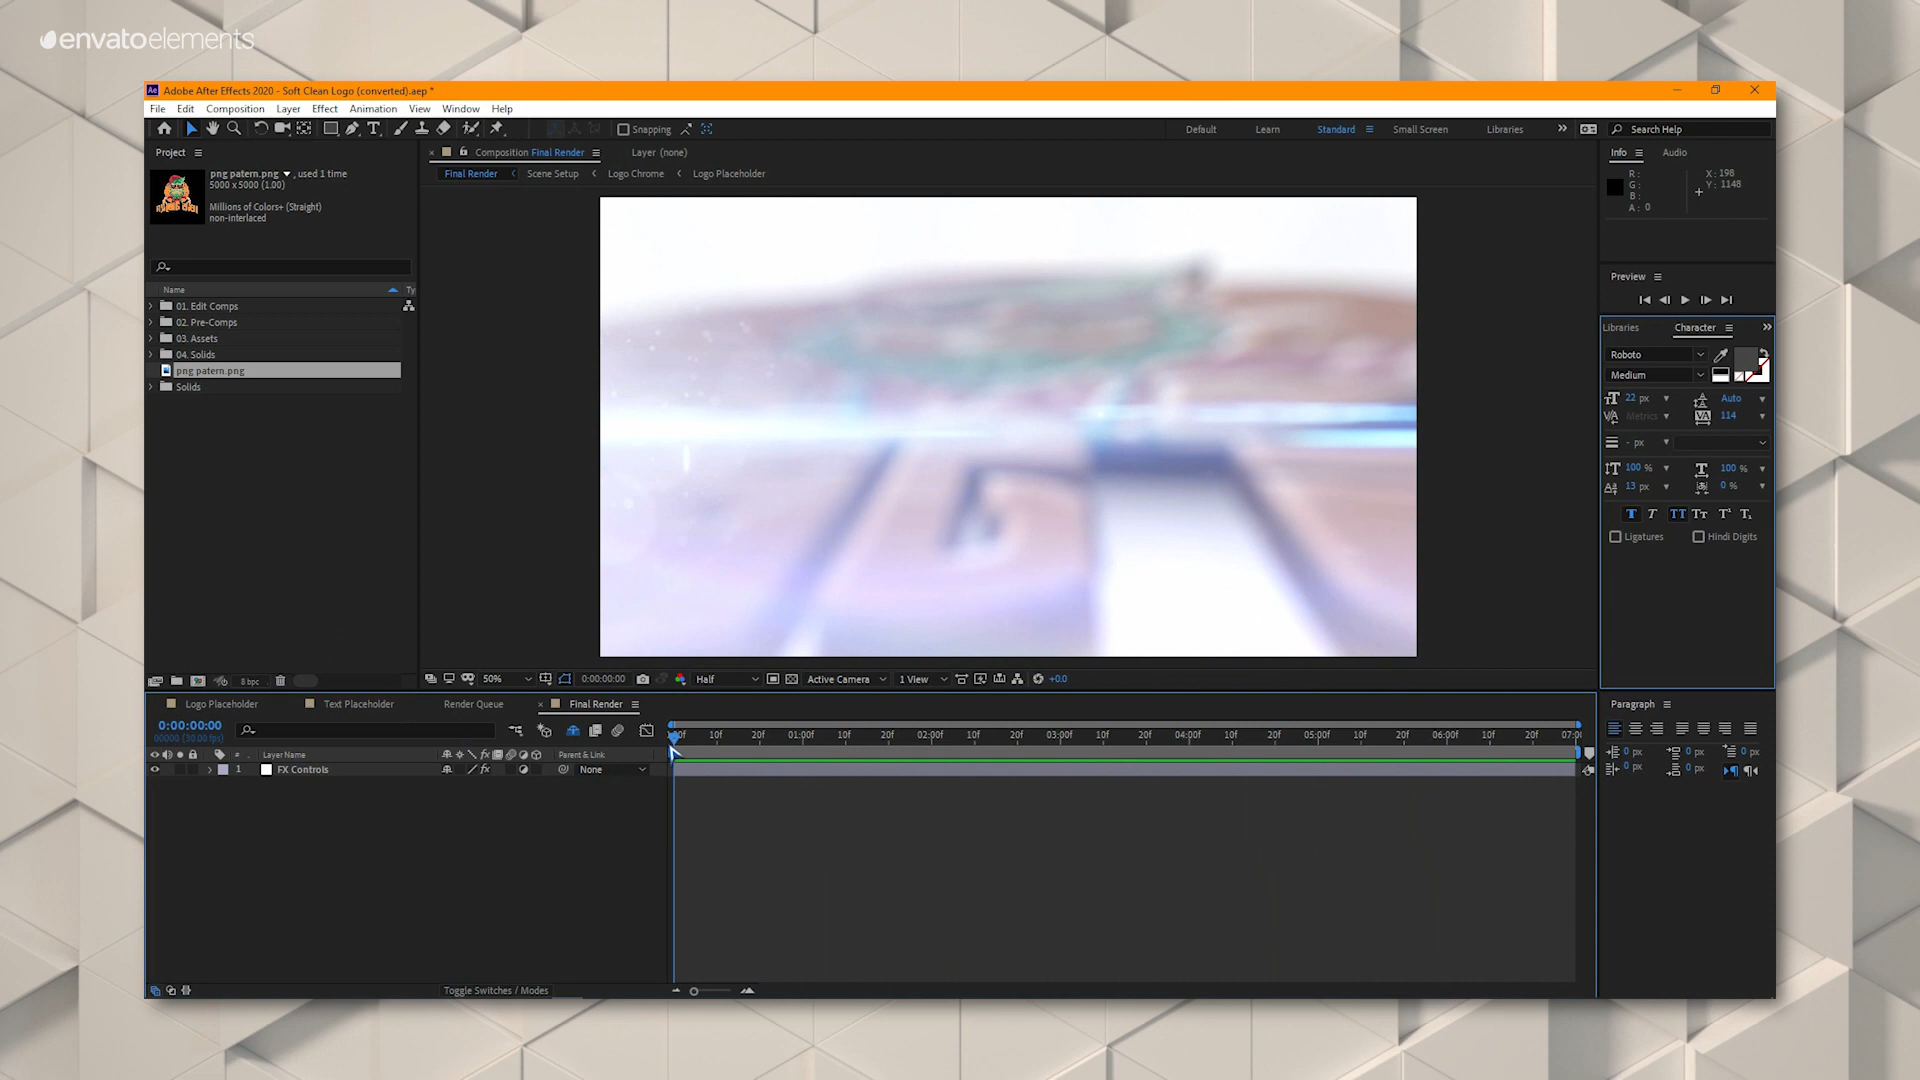 envatoelements
Ae Adobe After Effects 2020 - Soft Clean Logo (converted).aep *
File Edit Composition Layer Effect Animation View Window Help
Snapping
Default Learn Standard Small Screen Libraries Search Help
Project
png patern.png , used 1 time
5000 x 5000 (1.00)
Millions of Colors+ (Straight)
non-interlaced
Name Ty
01. Edit Comps
02. Pre-Comps
03. Assets
04. Solids
png patern.png
Solids
8 bpc
Composition Final Render Layer (none)
Final Render Scene Setup Logo Chrome Logo Placeholder
50% 0:00:00:00 Half Active Camera 1 View +0.0
Info Audio
R: X: 198
G: Y: 1148
B:
A: 0
Preview
Libraries Character
Roboto
Medium
22 px Auto
Metrics 114
- px
100 % 100 %
13 px 0 %
T T TT TT T¹ T₁
Ligatures Hindi Digits
Paragraph
0 px 0 px 0 px
0 px 0 px
Logo Placeholder Text Placeholder Render Queue Final Render
0:00:00:00
00000 (30.00 fps)
10f 20f 01:00f 10f 20f 02:00f 10f 20f 03:00f 10f 20f 04:00f 10f 20f 05:00f 10f 20f 06:00f 10f 20f 07:0
# Layer Name Parent & Link
1 FX Controls None
Toggle Switches / Modes